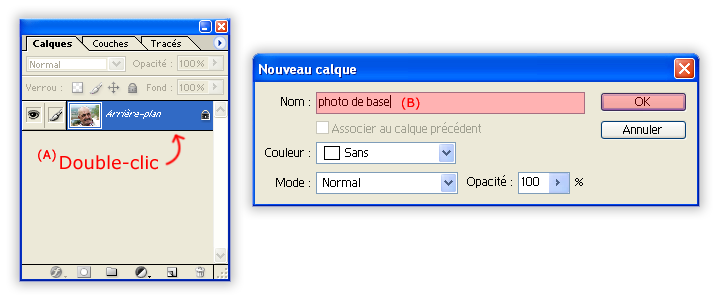 Calques Couches Tracés
Normal Opacité : 100%
Verrou : Fond : 100%
Arrière-plan
(A) Double-clic
Nouveau calque
Nom : photo de base (B) OK
Associer au calque précédent Annuler
Couleur : Sans
Mode : Normal Opacité : 100 %